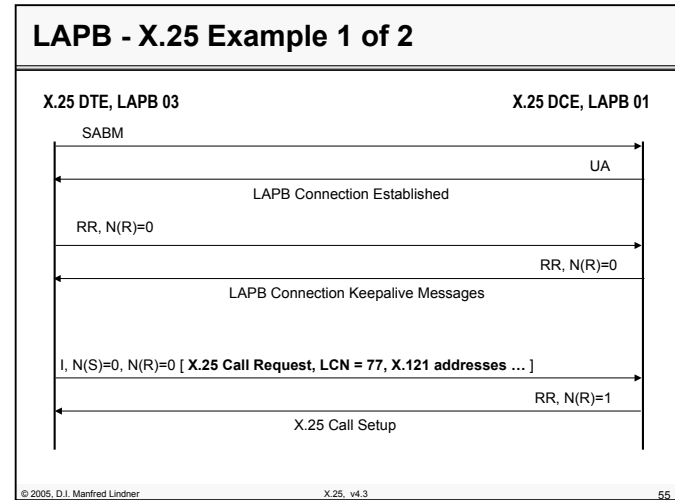 LAPB - X.25 Example 1 of 2
X.25 DTE, LAPB 03
X.25 DCE, LAPB 01
SABM
UA
LAPB Connection Established
RR, N(R)=0
RR, N(R)=0
LAPB Connection Keepalive Messages
I, N(S)=0, N(R)=0 [ X.25 Call Request, LCN = 77, X.121 addresses … ]
RR, N(R)=1
X.25 Call Setup
© 2005, D.I. Manfred Lindner
X.25, v4.3
55